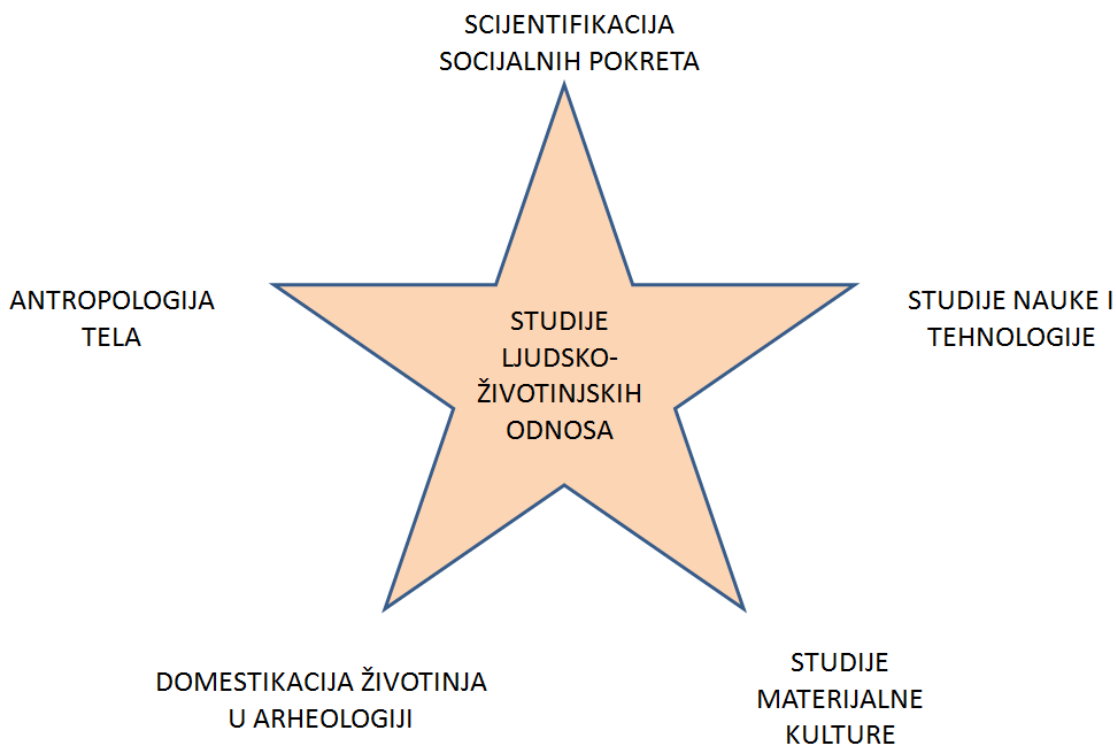 SCIJENTIFIKACIJA
SOCIJALNIH POKRETA
ANTROPOLOGIJA
TELA
STUDIJE NAUKE I
TEHNOLOGIJE
STUDIJE
LJUDSKO-
ŽIVOTINJSKIH
ODNOSA
DOMESTIKACIJA ŽIVOTINJA
U ARHEOLOGIJI
STUDIJE
MATERIJALNE
KULTURE